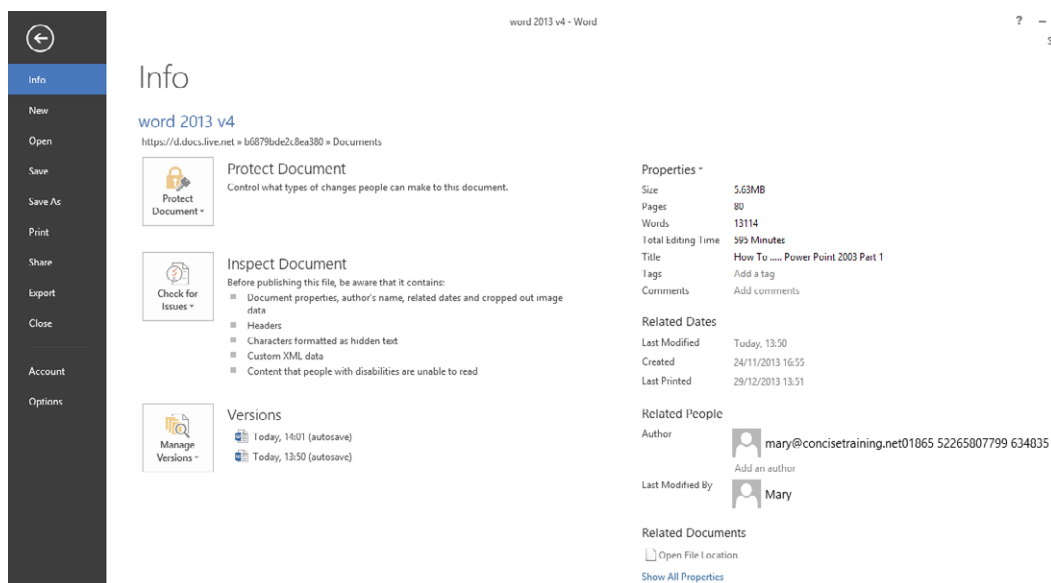 word 2013 v4 - Word
?
Info
New
Open
Save
Save As
Print
Share
Export
Close
Account
Options
Info
word 2013 v4
https://d.docs.live.net » b6879bde2c8ea380 » Documents
Protect
Document
Protect Document
Control what types of changes people can make to this document.
Check for
Issues
Inspect Document
Before publishing this file, be aware that it contains:
Document properties, author's name, related dates and cropped out image
data
Headers
Characters formatted as hidden text
Custom XML data
Content that people with disabilities are unable to read
Manage
Versions
Versions
Today, 14:01 (autosave)
Today, 13:50 (autosave)
Properties
Size 5.63MB
Pages 80
Words 13114
Total Editing Time 595 Minutes
Title How To ..... Power Point 2003 Part 1
Tags Add a tag
Comments Add comments
Related Dates
Last Modified Today, 13:50
Created 24/11/2013 16:55
Last Printed 29/12/2013 13:51
Related People
Author mary@concisetraining.net01865 52265807799 634835
Add an author
Last Modified By Mary
Related Documents
Open File Location
Show All Properties